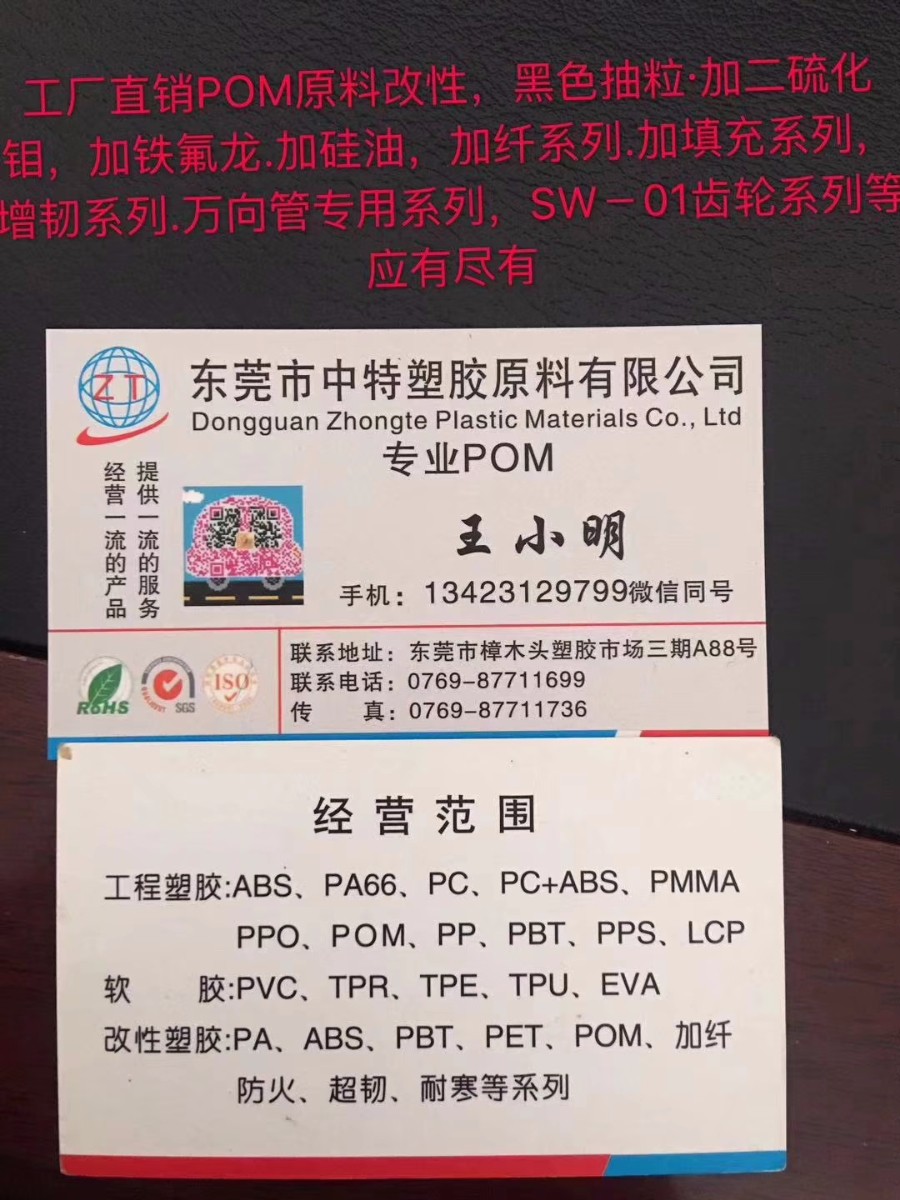 工厂直销POM原料改性，黑色抽粒·加二硫化
钼，加铁氟龙.加硅油，加纤系列.加填充系列，
增韧系列.万向管专用系列，SW－01齿轮系列等
应有尽有
ZT
东莞市中特塑胶原料有限公司
Dongguan Zhongte Plastic Materials Co., Ltd
专业POM
提供一流的服务
经营一流的产品
王小明
手机：13423129799微信同号
RoHS
SGS
ISO
联系地址：东莞市樟木头塑胶市场三期A88号
联系电话：0769-87711699
传 真：0769-87711736
经营范围
工程塑胶:ABS、PA66、PC、PC+ABS、PMMA
PPO、POM、PP、PBT、PPS、LCP
软 胶:PVC、TPR、TPE、TPU、EVA
改性塑胶:PA、ABS、PBT、PET、POM、加纤
防火、超韧、耐寒等系列